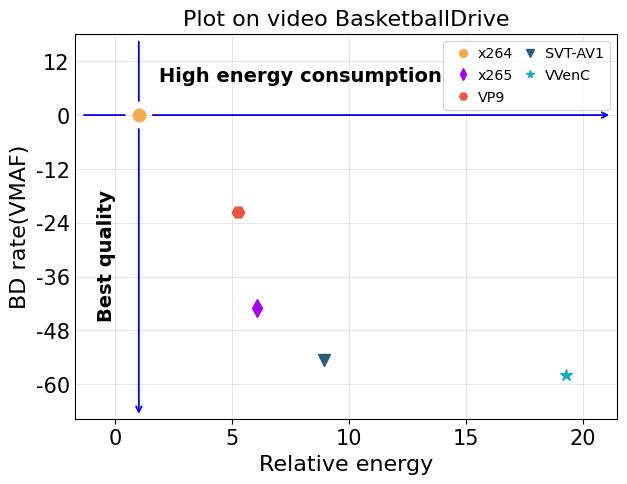 Plot on video BasketballDrive
12
0
-12
-24
-36
-48
-60
BD rate(VMAF)
High energy consumption
Best quality
x264
x265
VP9
SVT-AV1
VVenC
0 5 10 15 20
Relative energy